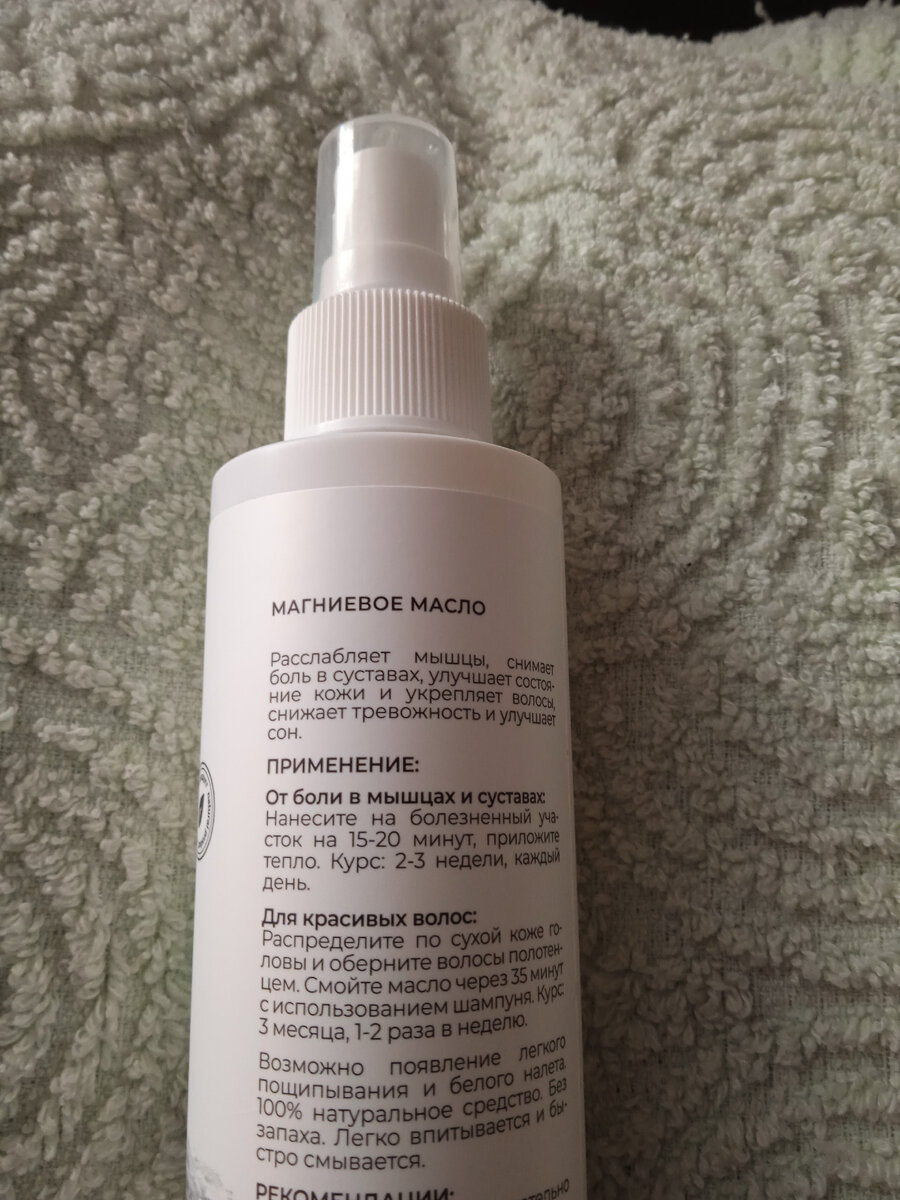 МАГНИЕВОЕ МАСЛО
Расслабляет мышцы, снимает
боль в суставах, улучшает состоя-
ние кожи и укрепляет волосы,
снижает тревожность и улучшает
сон.
ПРИМЕНЕНИЕ:
От боли в мышцах и суставах:
Нанесите на болезненный уча-
сток на 15-20 минут, приложите
тепло. Курс: 2-3 недели, каждый
день.
Для красивых волос:
Распределите по сухой коже го-
ловы и оберните волосы полотен-
цем. Смойте масло через 35 минут
с использованием шампуня. Курс:
3 месяца, 1-2 раза в неделю.
Возможно появление легкого
пощипывания и белого налета.
100% натуральное средство. Без
запаха. Легко впитывается и бы-
стро смывается.
РЕКОМЕНДАЦИИ: